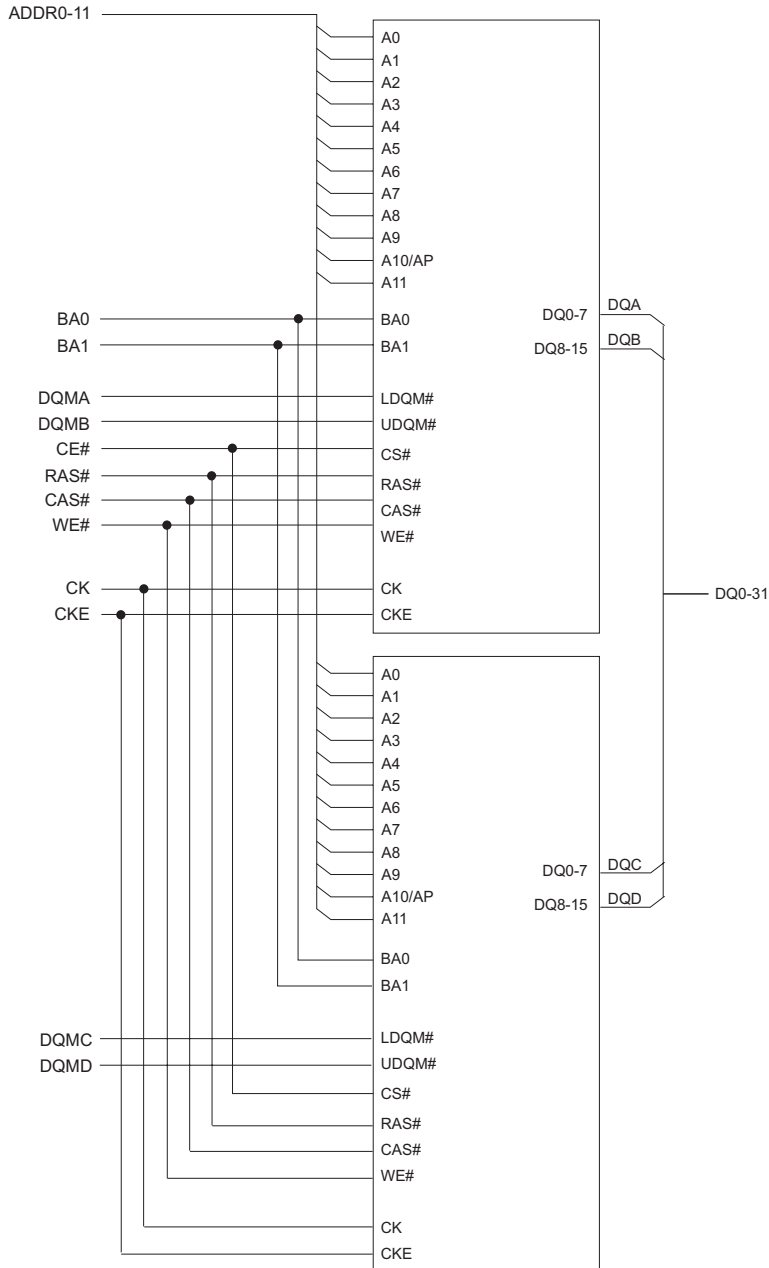 ADDR0-11
A0
A1
A2
A3
A4
A5
A6
A7
A8
A9
A10/AP
A11
BA0 BA0 DQ0-7 DQA
BA1 BA1 DQ8-15 DQB
DQMA LDQM#
DQMB UDQM#
CE# CS#
RAS# RAS#
CAS# CAS#
WE# WE#
CK CK
DQ0-31
CKE CKE
A0
A1
A2
A3
A4
A5
A6
A7
A8
A9
A10/AP
A11
DQ0-7 DQC
DQ8-15 DQD
BA0
BA1
DQMC LDQM#
DQMD UDQM#
CS#
RAS#
CAS#
WE#
CK
CKE